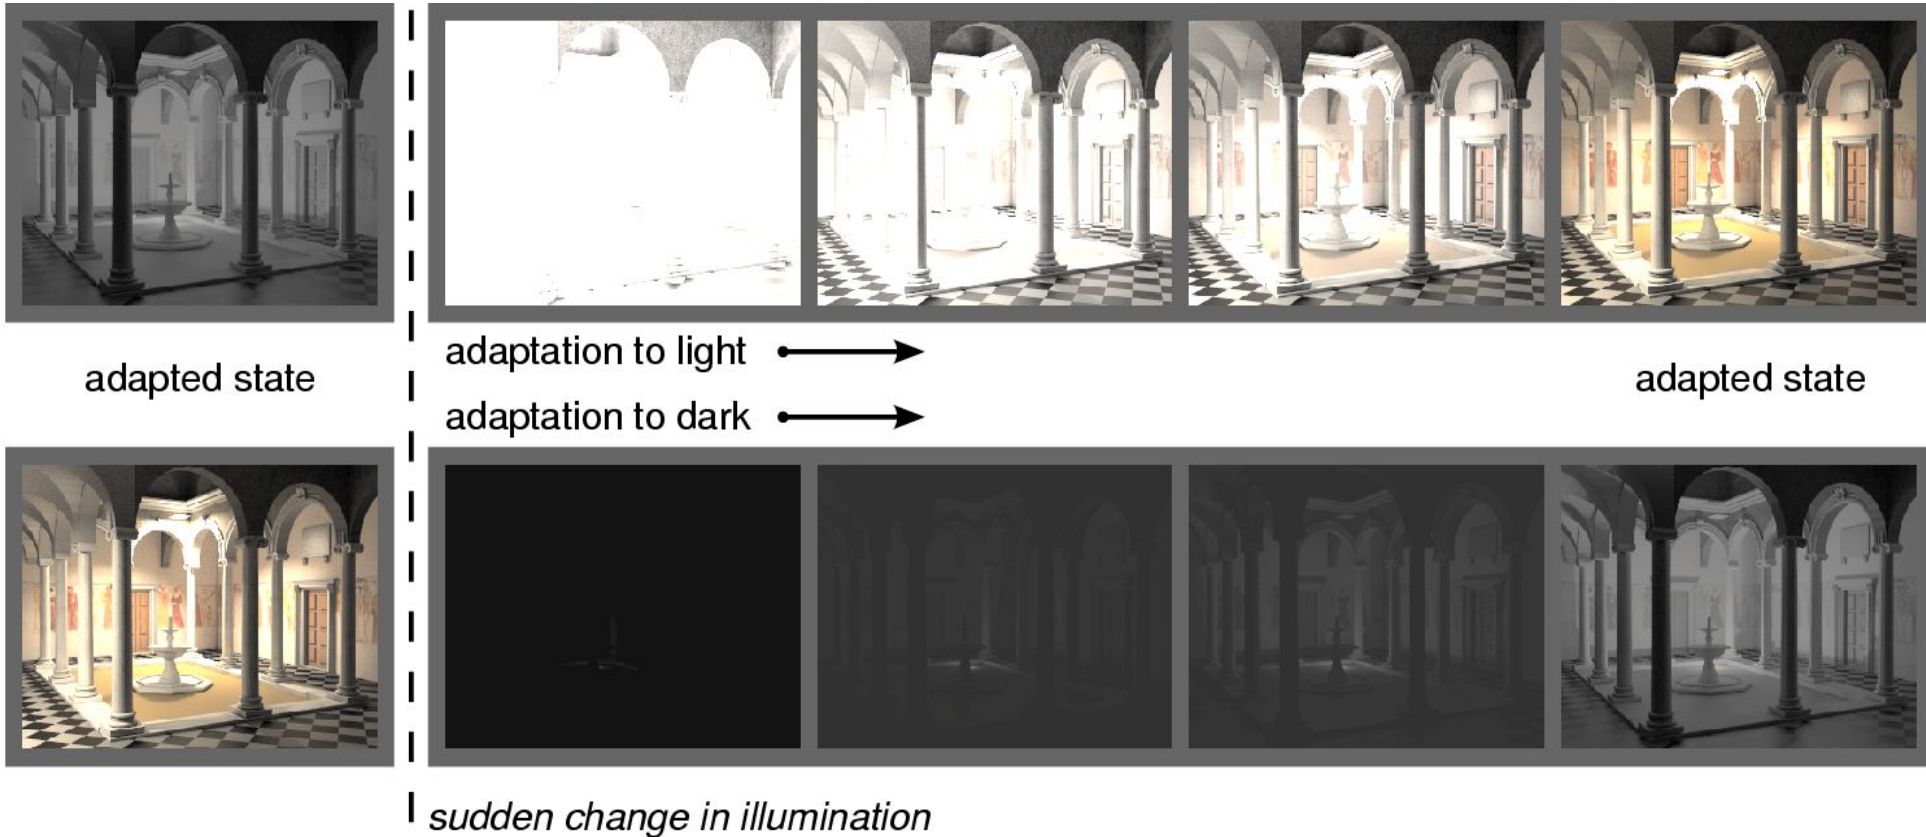 adapted state
adaptation to light
adaptation to dark
adapted state
sudden change in illumination